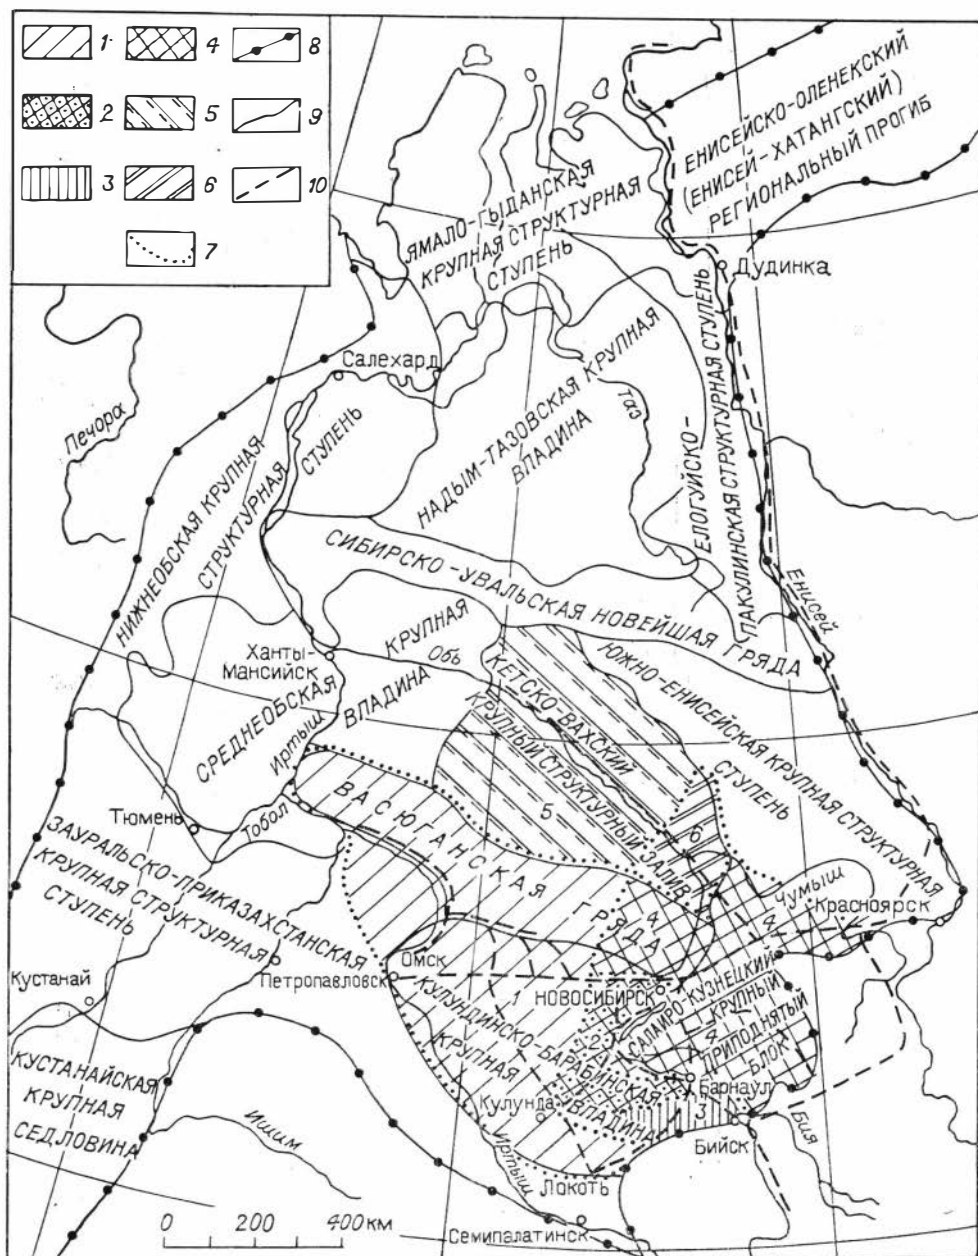 1 4 8
2 5 9
3 6 10
7
ЕНИСЕЙСКО-ОЛЕНЕКСКИЙ
(ЕНИСЕЙ-ХАТАНГСКИЙ)
РЕГИОНАЛЬНЫЙ ПРОГИБ
ЯМАЛО-ГЫДАНСКАЯ
КРУПНАЯ СТРУКТУРНАЯ
СТУПЕНЬ
Дудинка
Салехард
Печора
Таз
НАДЫМ-ТАЗОВСКАЯ КРУПНАЯ
ВПАДИНА
ЕЛОГУЙСКО-
ПАКУЛИНСКАЯ СТРУКТУРНАЯ СТУПЕНЬ
НИЖНЕОБСКАЯ КРУПНАЯ
СТРУКТУРНАЯ СТУПЕНЬ
СИБИРСКО-УВАЛЬСКАЯ НОВЕЙШАЯ ГРЯДА
Енисей
Ханты-
Мансийск
Обь
СРЕДНЕОБСКАЯ КРУПНАЯ
ВПАДИНА
Иртыш
КЕТСКО-ВАХСКИЙ
КРУПНЫЙ СТРУКТУРНЫЙ ЗАЛИВ
ЮЖНО-ЕНИСЕЙСКАЯ КРУПНАЯ СТРУКТУРНАЯ
СТУПЕНЬ
Тюмень
Тобол
ВАСЮГАНСКАЯ
ГРЯДА
5
6
4
4
Чумыш
Красноярск
ЗАУРАЛЬСКО-ПРИКАЗАХСТАНСКАЯ
КРУПНАЯ СТРУКТУРНАЯ
СТУПЕНЬ
Омск
Петропавловск
Кустанай
1
НОВОСИБИРСК
САЛАИРО-КУЗНЕЦКИЙ
КРУПНЫЙ
ПРИПОДНЯТЫЙ
БЛОК
4
2
КУЛУНДИНСКО-БАРАБИНСКАЯ
КРУПНАЯ
ВПАДИНА
Барнаул
Кулунда
3
Бийск
Бия
КУСТАНАЙСКАЯ
КРУПНАЯ
СЕДЛОВИНА
Ишим
Иртыш
Локоть
Семипалатинск
0 200 400км